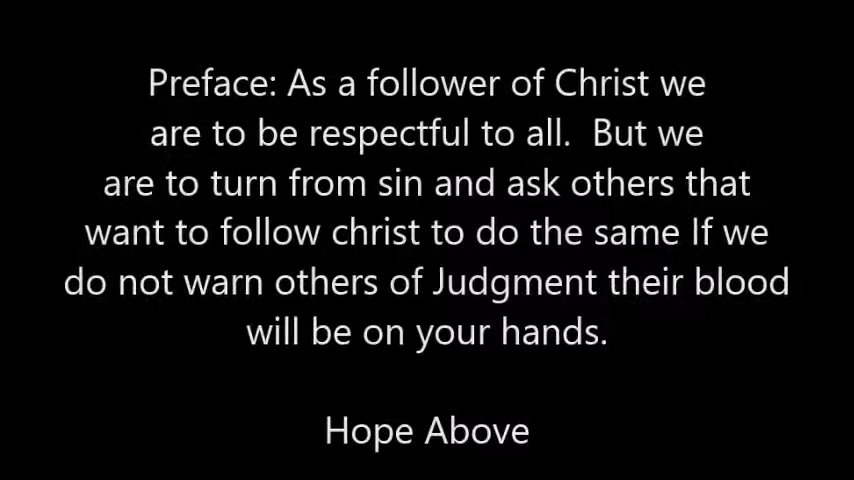 Preface: As a follower of Christ we
are to be respectful to all.  But we
are to turn from sin and ask others that
want to follow christ to do the same If we
do not warn others of Judgment their blood
will be on your hands.
Hope Above